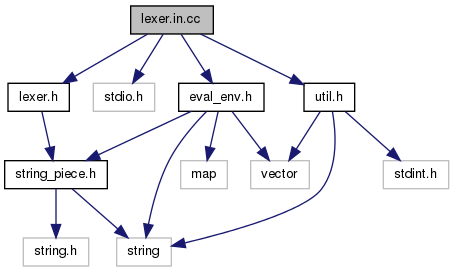 lexer.in.cc
lexer.h
stdio.h
eval_env.h
util.h
string_piece.h
map
vector
stdint.h
string.h
string